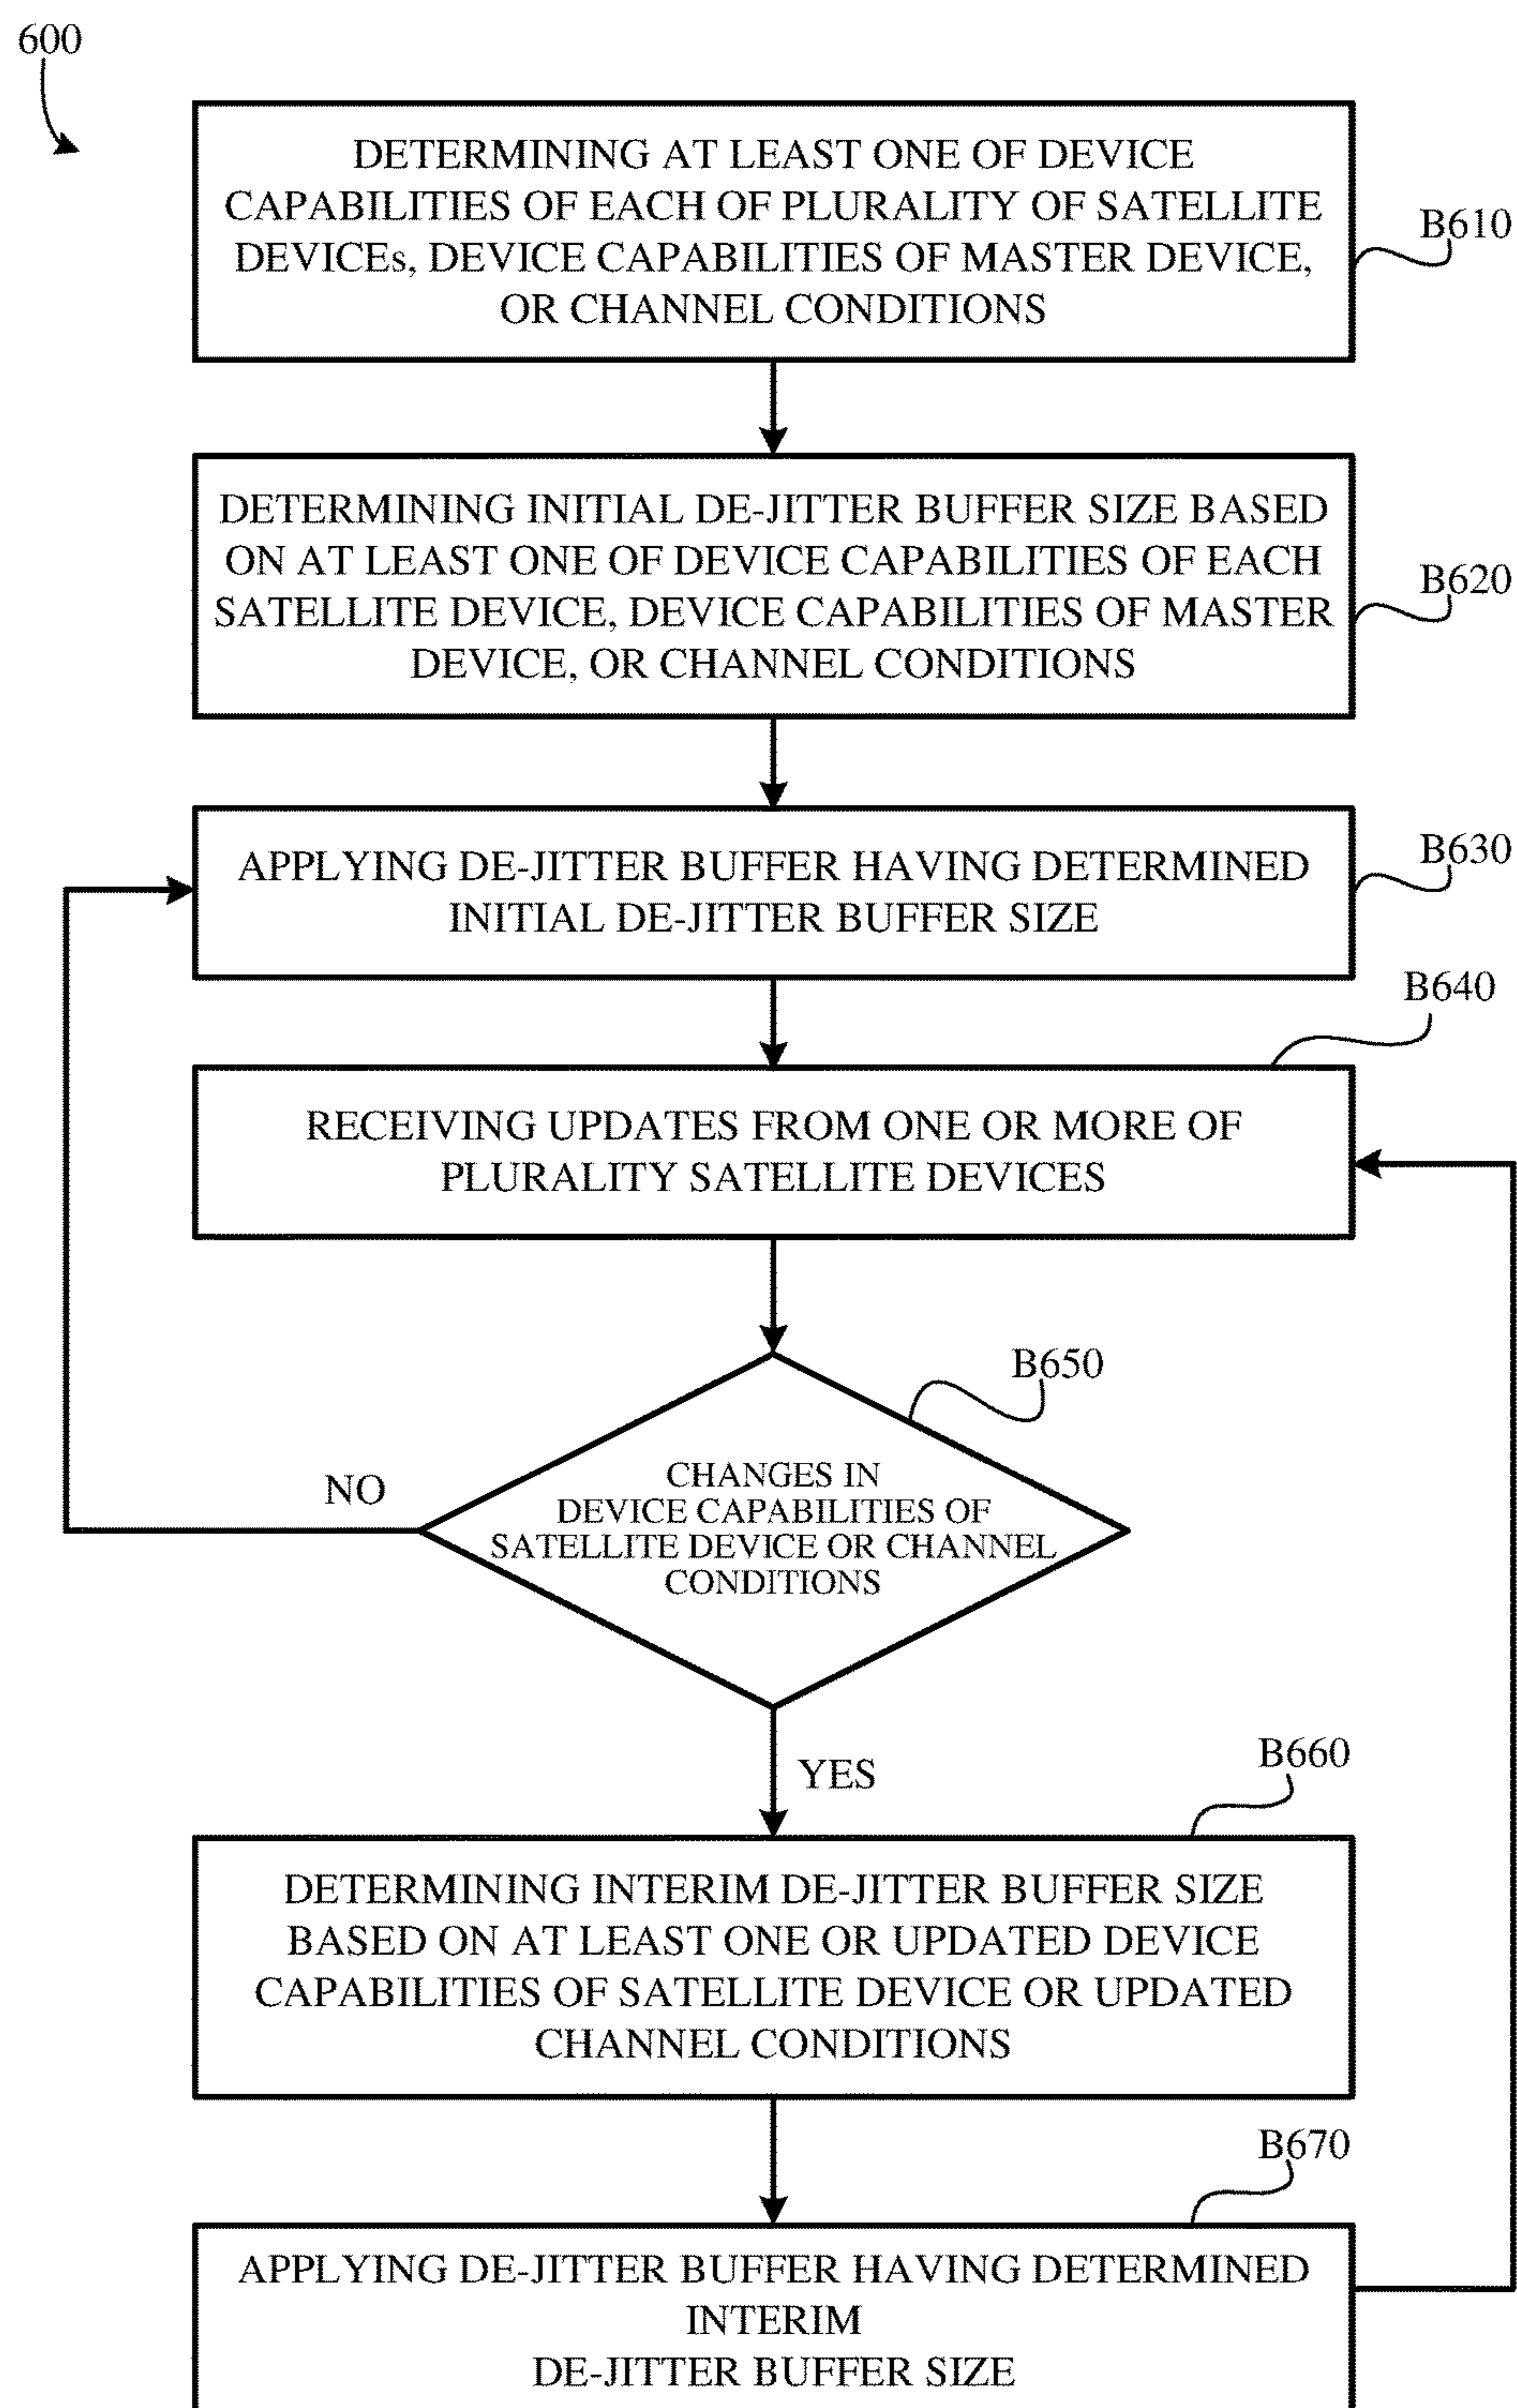 600
DETERMINING AT LEAST ONE OF DEVICE
CAPABILITIES OF EACH OF PLURALITY OF SATELLITE
DEVICEs, DEVICE CAPABILITIES OF MASTER DEVICE,
OR CHANNEL CONDITIONS
B610
DETERMINING INITIAL DE-JITTER BUFFER SIZE BASED
ON AT LEAST ONE OF DEVICE CAPABILITIES OF EACH
SATELLITE DEVICE, DEVICE CAPABILITIES OF MASTER
DEVICE, OR CHANNEL CONDITIONS
B620
APPLYING DE-JITTER BUFFER HAVING DETERMINED
INITIAL DE-JITTER BUFFER SIZE
B630
B640
RECEIVING UPDATES FROM ONE OR MORE OF
PLURALITY SATELLITE DEVICES
B650
CHANGES IN
DEVICE CAPABILITIES OF
SATELLITE DEVICE OR CHANNEL
CONDITIONS
NO
YES
B660
DETERMINING INTERIM DE-JITTER BUFFER SIZE
BASED ON AT LEAST ONE OR UPDATED DEVICE
CAPABILITIES OF SATELLITE DEVICE OR UPDATED
CHANNEL CONDITIONS
B670
APPLYING DE-JITTER BUFFER HAVING DETERMINED
INTERIM
DE-JITTER BUFFER SIZE